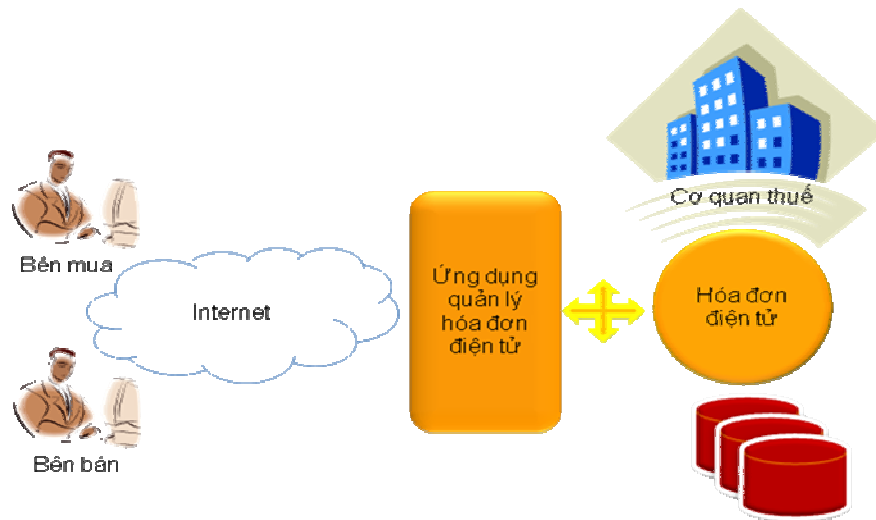 Cơ quan thuế
Bên mua
Internet
Ứng dụng
quản lý
hóa đơn
điện tử
Hóa đơn
điện tử
Bên bán